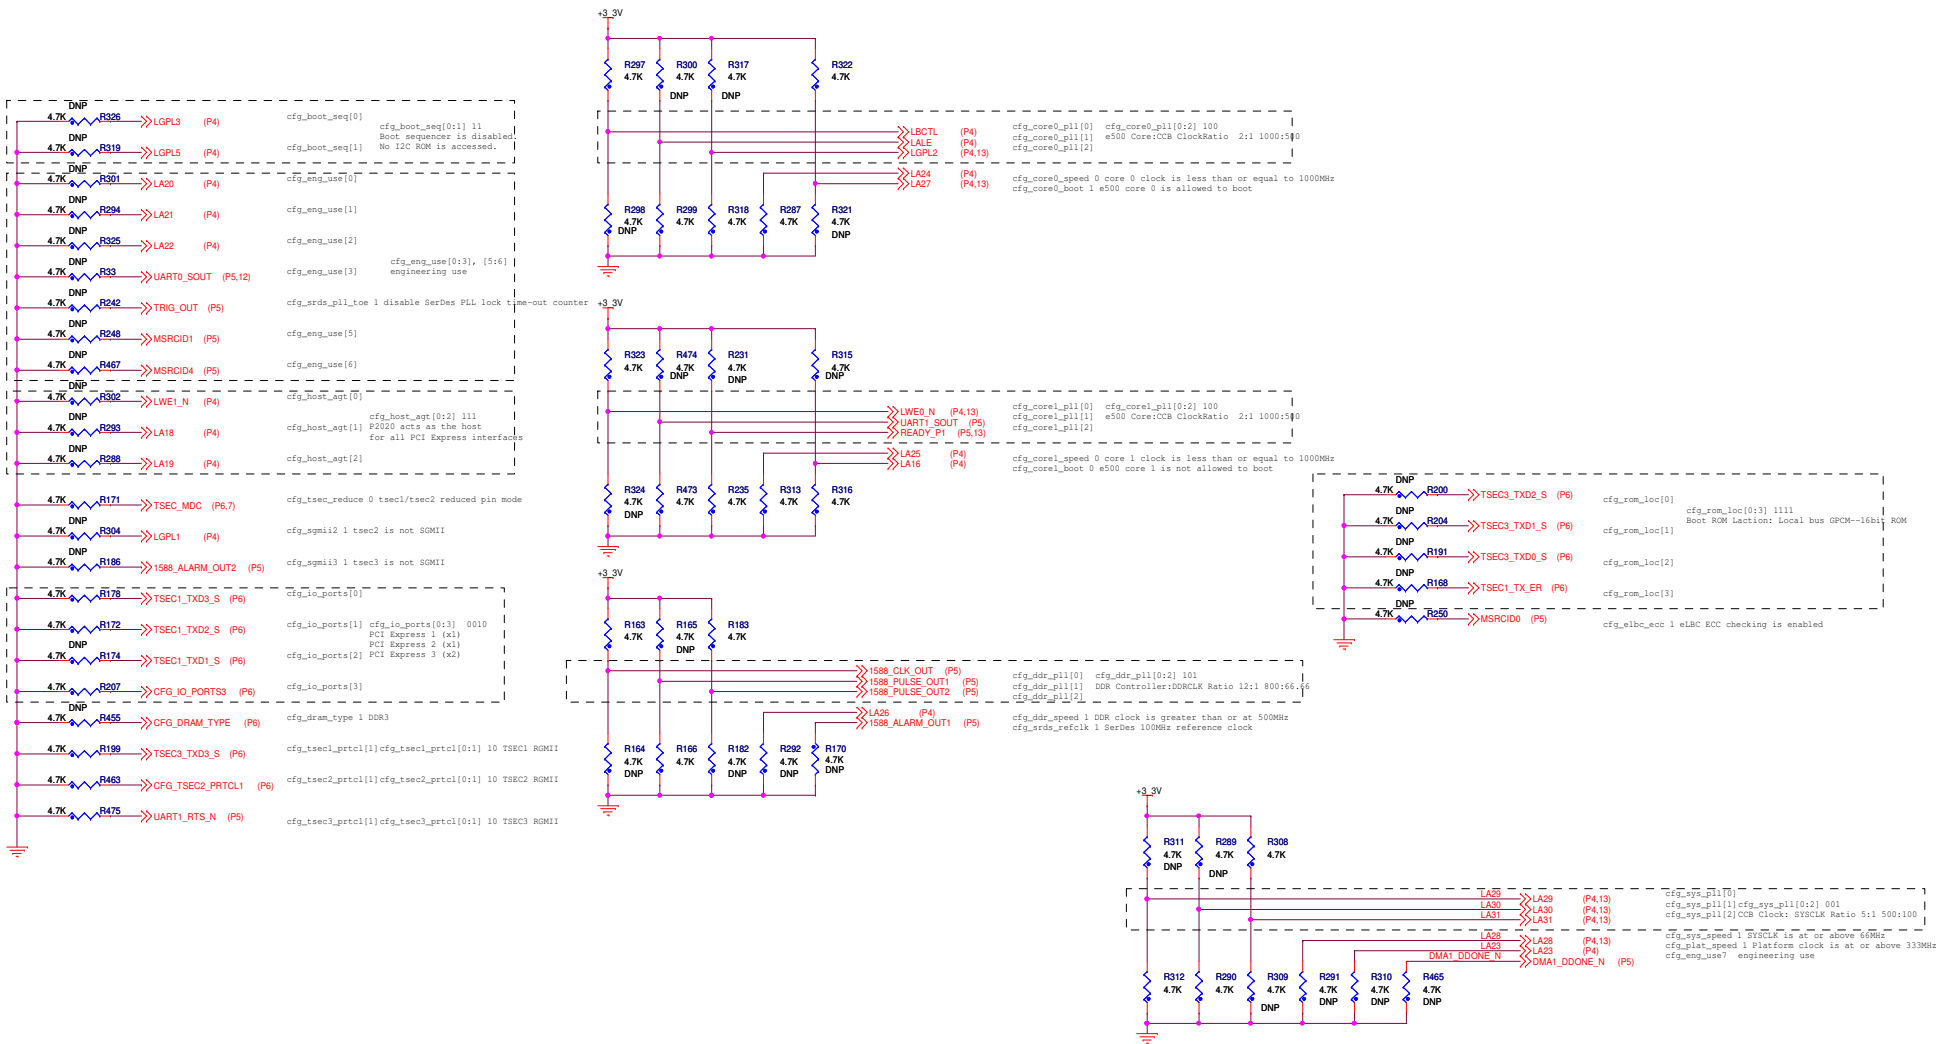 DNP
4.7K R326 LGPL3 (P4) cfg_boot_seq[0]
cfg_boot_seq[0:1] 11
Boot sequencer is disabled.
No I2C ROM is accessed.
DNP
4.7K R319 LGPL5 (P4) cfg_boot_seq[1]
DNP
4.7K R301 LA20 (P4) cfg_eng_use[0]
DNP
4.7K R294 LA21 (P4) cfg_eng_use[1]
DNP
4.7K R325 LA22 (P4) cfg_eng_use[2]
cfg_eng_use[0:3], [5:6]
engineering use
DNP
4.7K R33 UART0_SOUT (P5,12) cfg_eng_use[3]
DNP
4.7K R242 TRIG_OUT (P5) cfg_srds_pll_toe 1 disable SerDes PLL lock time-out counter
DNP
4.7K R248 MSRCID1 (P5) cfg_eng_use[5]
DNP
4.7K R467 MSRCID4 (P5) cfg_eng_use[6]
DNP
4.7K R302 LWE1_N (P4) cfg_host_agt[0]
cfg_host_agt[0:2] 111
P2020 acts as the host
for all PCI Express interfaces
DNP
4.7K R293 LA18 (P4) cfg_host_agt[1]
DNP
4.7K R288 LA19 (P4) cfg_host_agt[2]
4.7K R171 TSEC_MDC (P6,7) cfg_tsec_reduce 0 tsec1/tsec2 reduced pin mode
DNP
4.7K R304 LGPL1 (P4) cfg_sgmii2 1 tsec2 is not SGMII
DNP
4.7K R186 1588_ALARM_OUT2 (P5) cfg_sgmii3 1 tsec3 is not SGMII
4.7K R178 TSEC1_TXD3_S (P6) cfg_io_ports[0]
4.7K R172 TSEC1_TXD2_S (P6) cfg_io_ports[1] cfg_io_ports[0:3] 0010
PCI Express 1 (x1)
PCI Express 2 (x1)
PCI Express 3 (x2)
DNP
4.7K R174 TSEC1_TXD1_S (P6) cfg_io_ports[2]
4.7K R207 CFG_IO_PORTS3 (P6) cfg_io_ports[3]
DNP
4.7K R455 CFG_DRAM_TYPE (P6) cfg_dram_type 1 DDR3
4.7K R199 TSEC3_TXD3_S (P6) cfg_tsec1_prtcl[1] cfg_tsec1_prtcl[0:1] 10 TSEC1 RGMII
4.7K R463 CFG_TSEC2_PRTCL1 (P6) cfg_tsec2_prtcl[1] cfg_tsec2_prtcl[0:1] 10 TSEC2 RGMII
4.7K R475 UART1_RTS_N (P5) cfg_tsec3_prtcl[1] cfg_tsec3_prtcl[0:1] 10 TSEC3 RGMII
+3_3V
R297 R300 R317 R322
4.7K 4.7K 4.7K 4.7K
DNP DNP
LBCTL (P4) cfg_core0_pll[0] cfg_core0_pll[0:2] 100
LALE (P4) cfg_core0_pll[1] e500 Core:CCB ClockRatio 2:1 1000:500
LGPL2 (P4,13) cfg_core0_pll[2]
LA24 (P4) cfg_core0_speed 0 core 0 clock is less than or equal to 1000MHz
LA27 (P4,13) cfg_core0_boot 1 e500 core 0 is allowed to boot
R298 R299 R318 R287 R321
4.7K 4.7K 4.7K 4.7K 4.7K
DNP DNP
+3_3V
R323 R474 R231 R315
4.7K 4.7K 4.7K 4.7K
DNP DNP DNP
LWE0_N (P4,13) cfg_core1_pll[0] cfg_core1_pll[0:2] 100
UART1_SOUT (P5) cfg_core1_pll[1] e500 Core:CCB ClockRatio 2:1 1000:500
READY_P1 (P5,13) cfg_core1_pll[2]
LA25 (P4) cfg_core1_speed 0 core 1 clock is less than or equal to 1000MHz
LA16 (P4) cfg_core1_boot 0 e500 core 1 is not allowed to boot
R324 R473 R235 R313 R316
4.7K 4.7K 4.7K 4.7K 4.7K
DNP
+3_3V
R163 R165 R183
4.7K 4.7K 4.7K
DNP
1588_CLK_OUT (P5) cfg_ddr_pll[0] cfg_ddr_pll[0:2] 101
1588_PULSE_OUT1 (P5) cfg_ddr_pll[1] DDR Controller:DDRCLK Ratio 12:1 800:66.66
1588_PULSE_OUT2 (P5) cfg_ddr_pll[2]
LA26 (P4) cfg_ddr_speed 1 DDR clock is greater than or at 500MHz
1588_ALARM_OUT1 (P5) cfg_srds_refclk 1 SerDes 100MHz reference clock
R164 R166 R182 R292 R170
4.7K 4.7K 4.7K 4.7K 4.7K
DNP DNP DNP DNP
DNP
4.7K R200 TSEC3_TXD2_S (P6) cfg_rom_loc[0]
cfg_rom_loc[0:3] 1111
Boot ROM Laction: Local bus GPCM--16bit ROM
DNP
4.7K R204 TSEC3_TXD1_S (P6) cfg_rom_loc[1]
DNP
4.7K R191 TSEC3_TXD0_S (P6) cfg_rom_loc[2]
DNP
4.7K R168 TSEC1_TX_ER (P6) cfg_rom_loc[3]
DNP
4.7K R250 MSRCID0 (P5) cfg_elbc_ecc 1 eLBC ECC checking is enabled
+3_3V
R311 R289 R308
4.7K 4.7K 4.7K
DNP DNP
LA29 LA29 (P4,13) cfg_sys_pll[0]
LA30 LA30 (P4,13) cfg_sys_pll[1] cfg_sys_pll[0:2] 001
LA31 LA31 (P4,13) cfg_sys_pll[2] CCB Clock: SYSCLK Ratio 5:1 500:100
LA28 LA28 (P4,13) cfg_sys_speed 1 SYSCLK is at or above 66MHz
LA23 LA23 (P4) cfg_plat_speed 1 Platform clock is at or above 333MHz
DMA1_DDONE_N DMA1_DDONE_N (P5) cfg_eng_use7 engineering use
R312 R290 R309 R291 R310 R465
4.7K 4.7K 4.7K 4.7K 4.7K 4.7K
DNP DNP DNP DNP